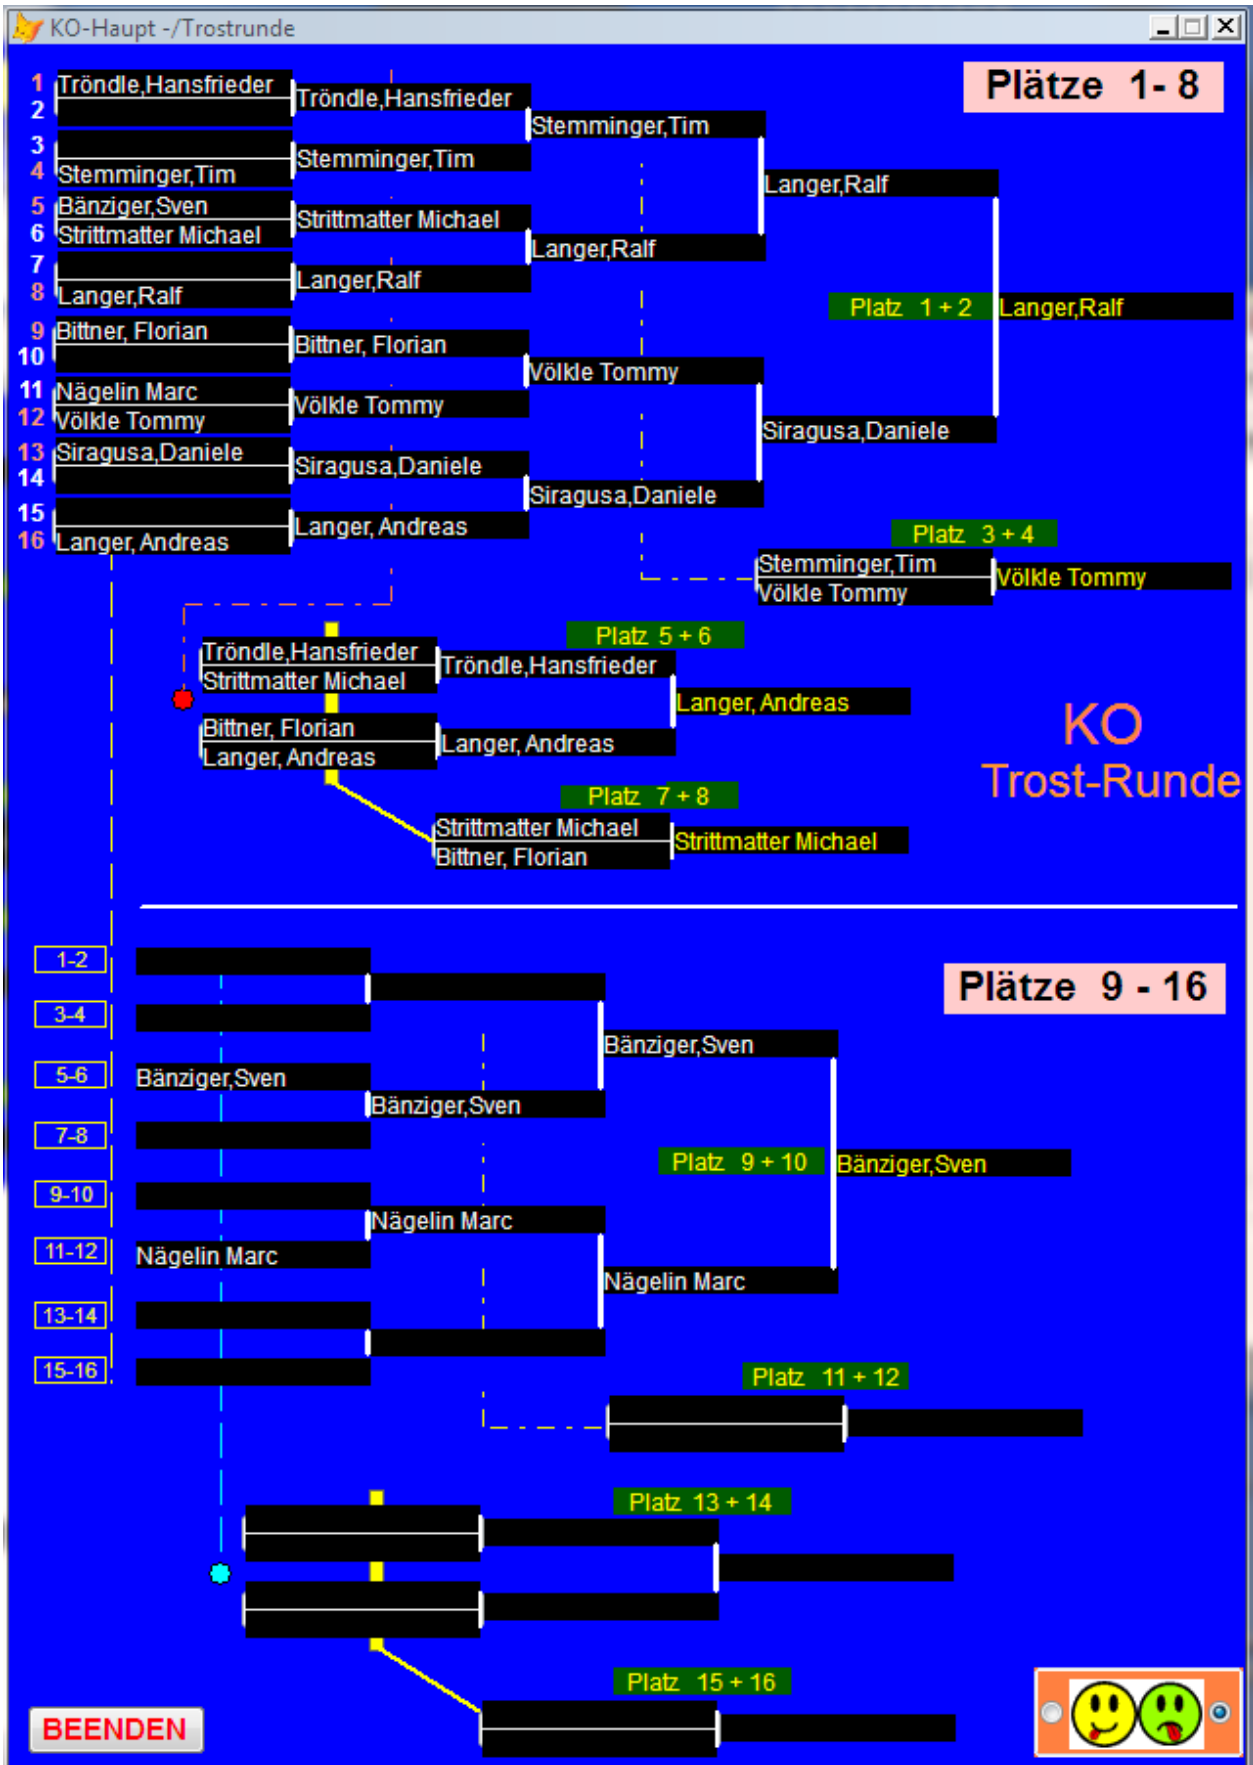 KO-Haupt -/Trostrunde
Plätze 1- 8
1 Tröndle,Hansfrieder
2
Tröndle,Hansfrieder
Stemminger,Tim
3
4 Stemminger,Tim
Stemminger,Tim
Langer,Ralf
5 Bänziger,Sven
6 Strittmatter Michael
Strittmatter Michael
Langer,Ralf
7
8 Langer,Ralf
Langer,Ralf
Platz 1 + 2 Langer,Ralf
9 Bittner, Florian
10
Bittner, Florian
Völkle Tommy
11 Nägelin Marc
12 Völkle Tommy
Völkle Tommy
Siragusa,Daniele
13 Siragusa,Daniele
14
Siragusa,Daniele
Siragusa,Daniele
15
16 Langer, Andreas
Langer, Andreas
Platz 3 + 4
Stemminger,Tim
Völkle Tommy
Völkle Tommy
Platz 5 + 6
Tröndle,Hansfrieder
Strittmatter Michael
Tröndle,Hansfrieder
Langer, Andreas
Bittner, Florian
Langer, Andreas
Langer, Andreas
KO
Trost-Runde
Platz 7 + 8
Strittmatter Michael
Bittner, Florian
Strittmatter Michael
1-2
Plätze 9 - 16
3-4
Bänziger,Sven
5-6 Bänziger,Sven
Bänziger,Sven
7-8
Platz 9 + 10 Bänziger,Sven
9-10
Nägelin Marc
11-12 Nägelin Marc
Nägelin Marc
13-14
15-16
Platz 11 + 12
Platz 13 + 14
Platz 15 + 16
BEENDEN